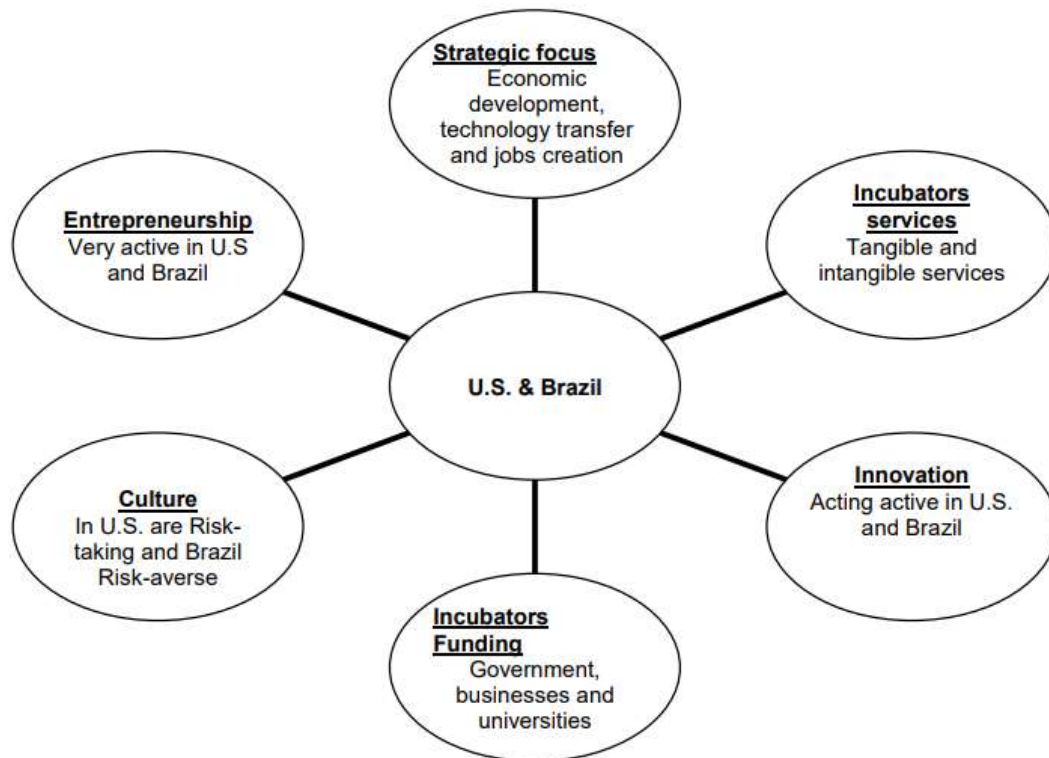 Strategic focus
Economic
development,
technology transfer
and jobs creation
Entrepreneurship
Very active in U.S
and Brazil
Incubators
services
Tangible and
intangible services
U.S. & Brazil
Culture
In U.S. are Risk-
taking and Brazil
Risk-averse
Innovation
Acting active in U.S.
and Brazil
Incubators
Funding
Government,
businesses and
universities